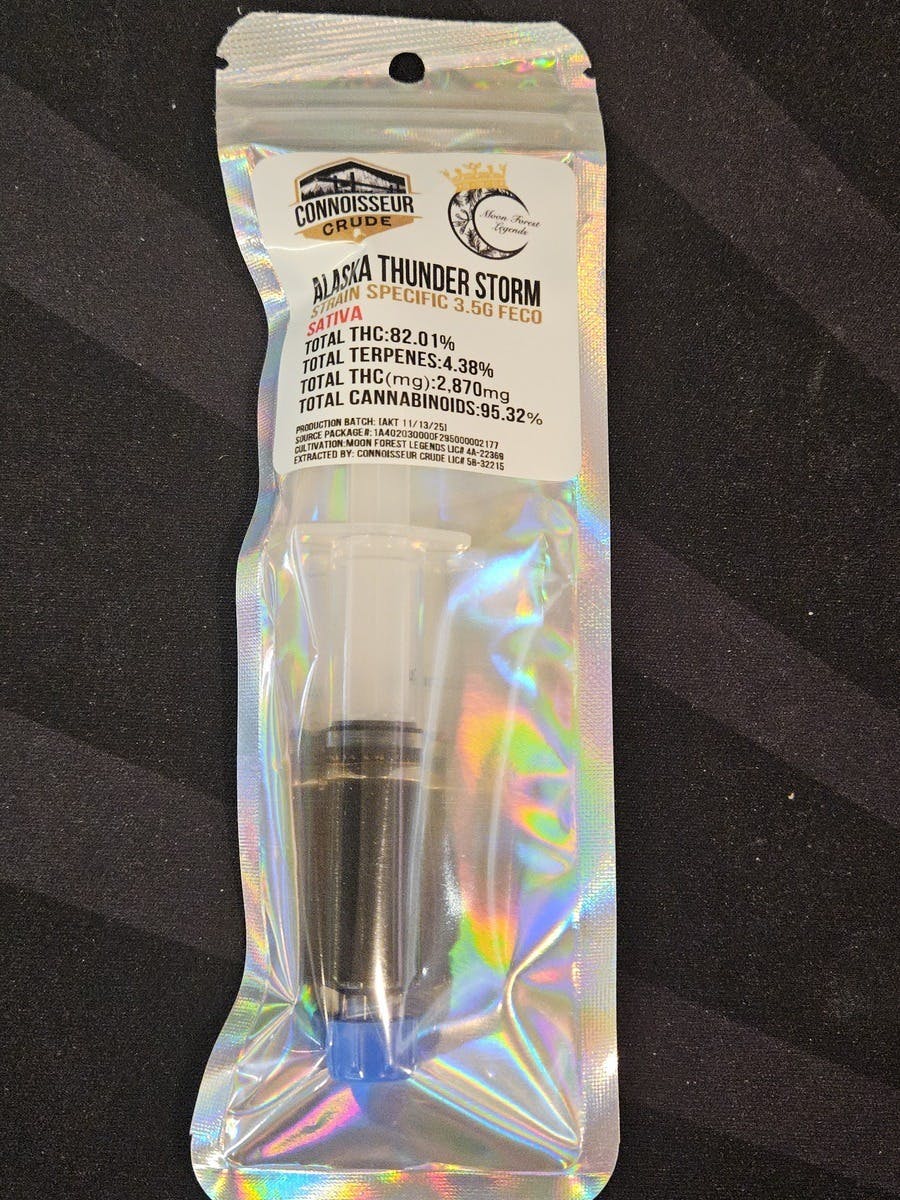 CONNOISSEUR
CRUDE
Moon Forest
Legends
ALASKA THUNDER STORM
STRAIN SPECIFIC 3.5G FECO
SATIVA
TOTAL THC:82.01%
TOTAL TERPENES:4.38%
TOTAL THC(mg):2,870mg
TOTAL CANNABINOIDS:95.32%
PRODUCTION BATCH: [AKT 11/13/25]
SOURCE PACKAGE#: 1A402030000F295000002177
CULTIVATION:MOON FOREST LEGENDS LIC# 4A-22369
EXTRACTED BY: CONNOISSEUR CRUDE LIC# 5B-32215